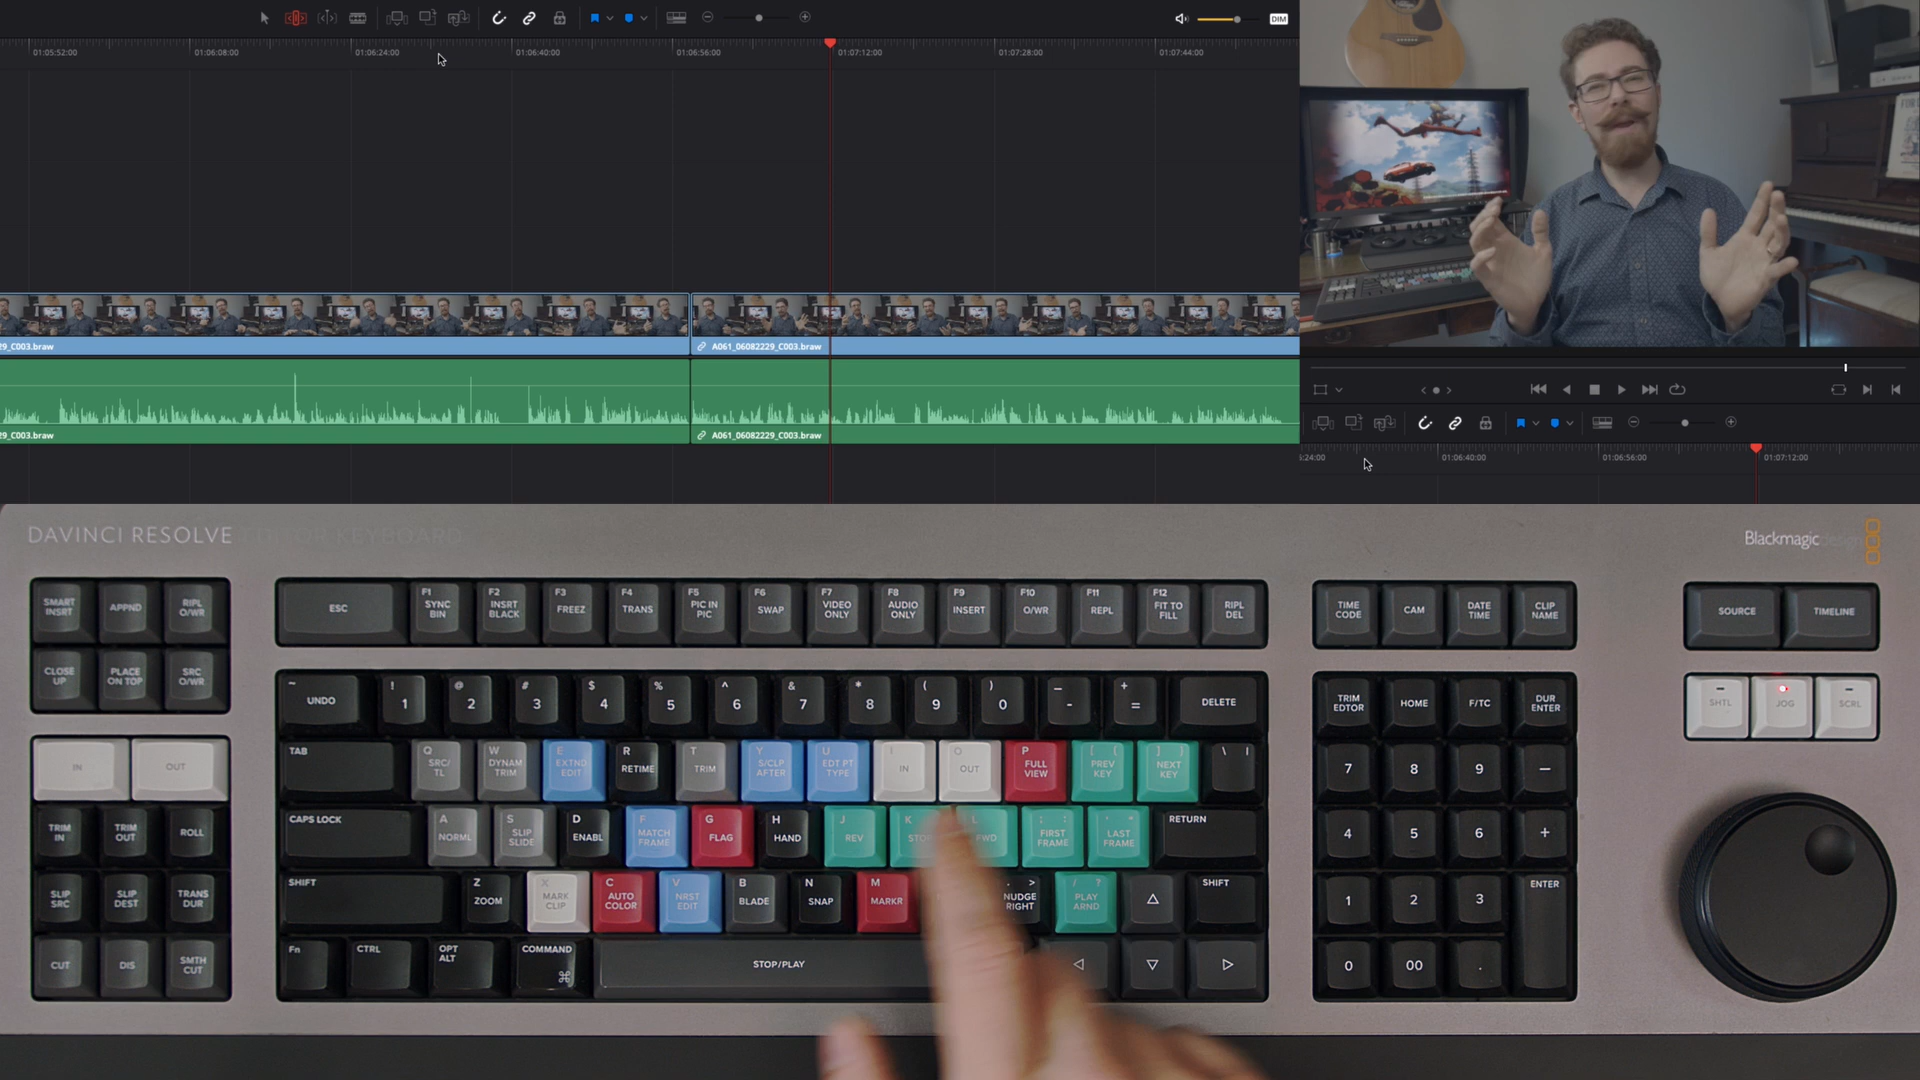 DIM
01:05:52:00 01:06:08:00 01:06:24:00 01:06:40:00 01:06:56:00 01:07:12:00 01:07:28:00 01:07:44:00
29_C003.braw A061_06082229_C003.braw
29_C003.braw A061_06082229_C003.braw
:24:00 01:06:40:00 01:06:56:00 01:07:12:00
DAVINCI RESOLVE EDITOR KEYBOARD
Blackmagicdesign
SMART INSRT
APPND
RIPL O/WR
CLOSE UP
PLACE ON TOP
SRC O/WR
IN
OUT
TRIM IN
TRIM OUT
ROLL
SLIP SRC
SLIP DEST
TRANS DUR
CUT
DIS
SMTH CUT
ESC
F1 SYNC BIN
F2 INSRT BLACK
F3 FREEZ
F4 TRANS
F5 PIC IN PIC
F6 SWAP
F7 VIDEO ONLY
F8 AUDIO ONLY
F9 INSERT
F10 O/WR
F11 REPL
F12 FIT TO FILL
RIPL DEL
~ UNDO
! 1
@ 2
# 3
$ 4
% 5
^ 6
& 7
* 8
( 9
) 0
_ -
+ =
DELETE
TAB
Q SRC/ TL
W DYNAM TRIM
E EXTND EDIT
R RETIME
T TRIM
Y S/CLP AFTER
U EDT PT TYPE
I IN
O OUT
P FULL VIEW
[ { PREV KEY
] } NEXT KEY
\ |
CAPS LOCK
A NORML
S SLIP SLIDE
D ENABL
F MATCH FRAME
G FLAG
H HAND
J REV
K STOP
L FWD
; : FIRST FRAME
' " LAST FRAME
RETURN
SHIFT
Z ZOOM
X MARK CLIP
C AUTO COLOR
V NRST EDIT
B BLADE
N SNAP
M MARKR
. > NUDGE RIGHT
/ ? PLAY ARND
SHIFT
Fn
CTRL
OPT ALT
COMMAND ⌘
STOP/PLAY
TIME CODE
CAM
DATE TIME
CLIP NAME
TRIM EDTOR
HOME
F/TC
DUR ENTER
7
8
9
-
4
5
6
+
1
2
3
ENTER
0
00
.
SOURCE
TIMELINE
SHTL
JOG
SCRL